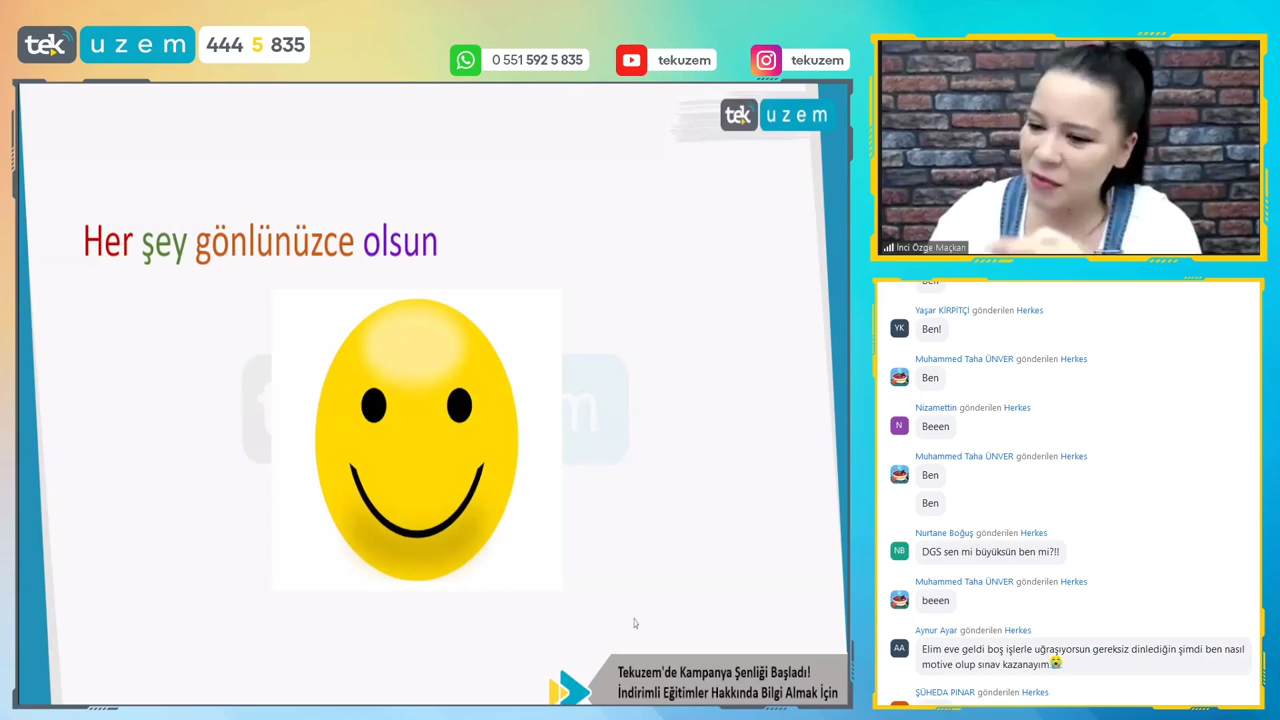 tek uzem 444 5 835
0 551 592 5 835
tekuzem
tekuzem
tek uzem
Her şey gönlünüzce olsun
m
Tekuzem'de Kampanya Şenliği Başladı!
İndirimli Eğitimler Hakkında Bilgi Almak İçin
İnci Özge Maçkan
Ben
Yaşar KİRPİTÇİ gönderilen Herkes
YK
Ben!
Muhammed Taha ÜNVER gönderilen Herkes
Ben
Nizamettin gönderilen Herkes
N
Beeen
Muhammed Taha ÜNVER gönderilen Herkes
Ben
Ben
Nurtane Boğuş gönderilen Herkes
NB
DGS sen mi büyüksün ben mi?!!
Muhammed Taha ÜNVER gönderilen Herkes
beeen
Aynur Ayar gönderilen Herkes
AA
Elim eve geldi boş işlerle uğraşıyorsun gereksiz dinlediğin şimdi ben nasıl
motive olup sınav kazanayım😭
ŞÜHEDA PINAR gönderilen Herkes